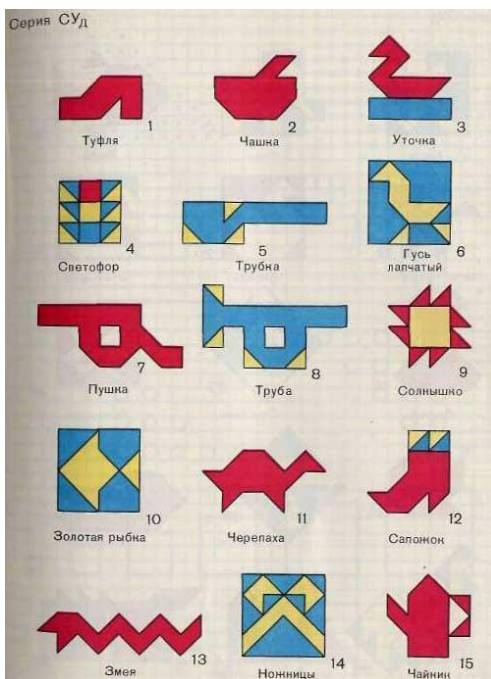 Серия СУд
1
Туфля
2
Чашка
3
Уточка
4
Светофор
5
Трубка
6
Гусь
лапчатый
7
Пушка
8
Труба
9
Солнышко
10
Золотая рыбка
11
Черепаха
12
Сапожок
13
Змея
14
Ножницы
15
Чайник